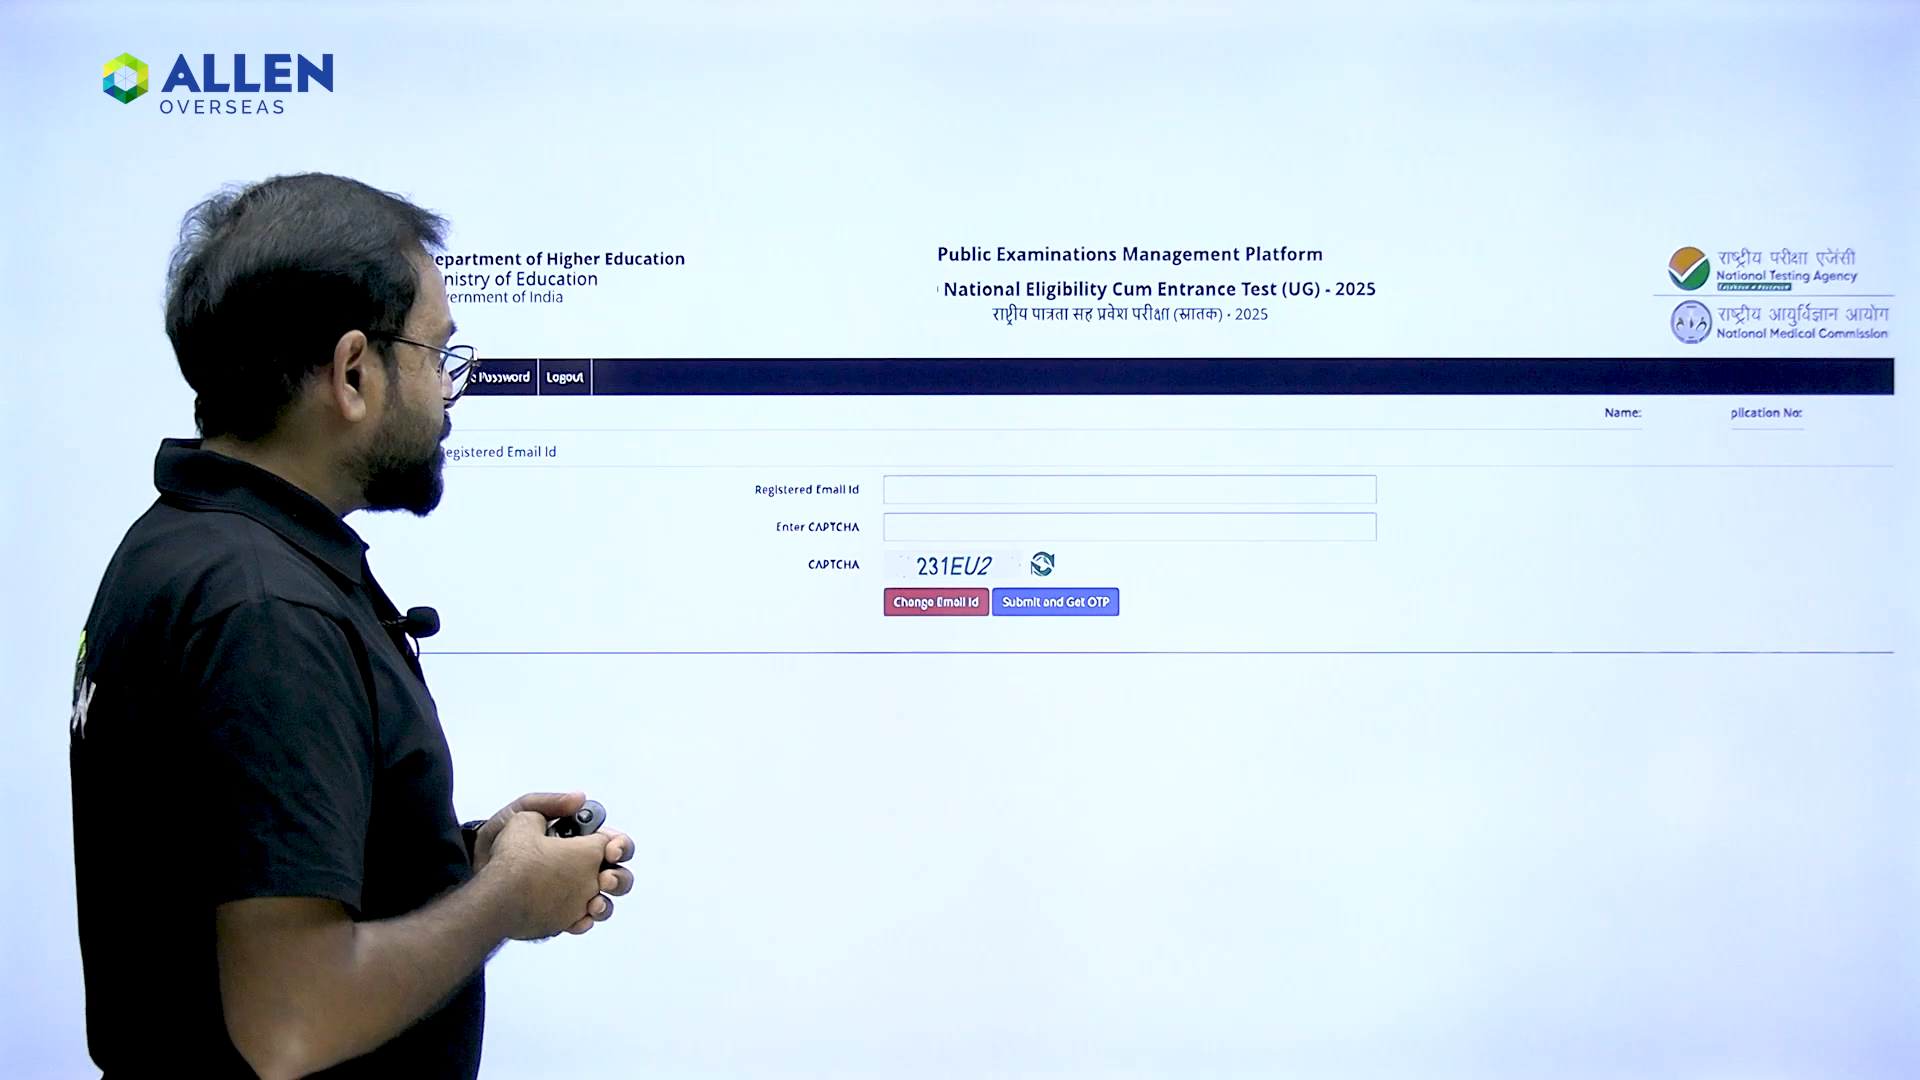 ALLEN
OVERSEAS
epartment of Higher Education
nistry of Education
ernment of India
Public Examinations Management Platform
National Eligibility Cum Entrance Test (UG) - 2025
राष्ट्रीय पात्रता सह प्रवेश परीक्षा (स्नातक) - 2025
राष्ट्रीय परीक्षा एजेंसी
National Testing Agency
राष्ट्रीय आयुर्विज्ञान आयोग
National Medical Commission
Password
Logout
Name:
plication No:
egistered Email Id
Registered Email Id
Enter CAPTCHA
CAPTCHA
231EU2
Change Email Id
Submit and Get OTP